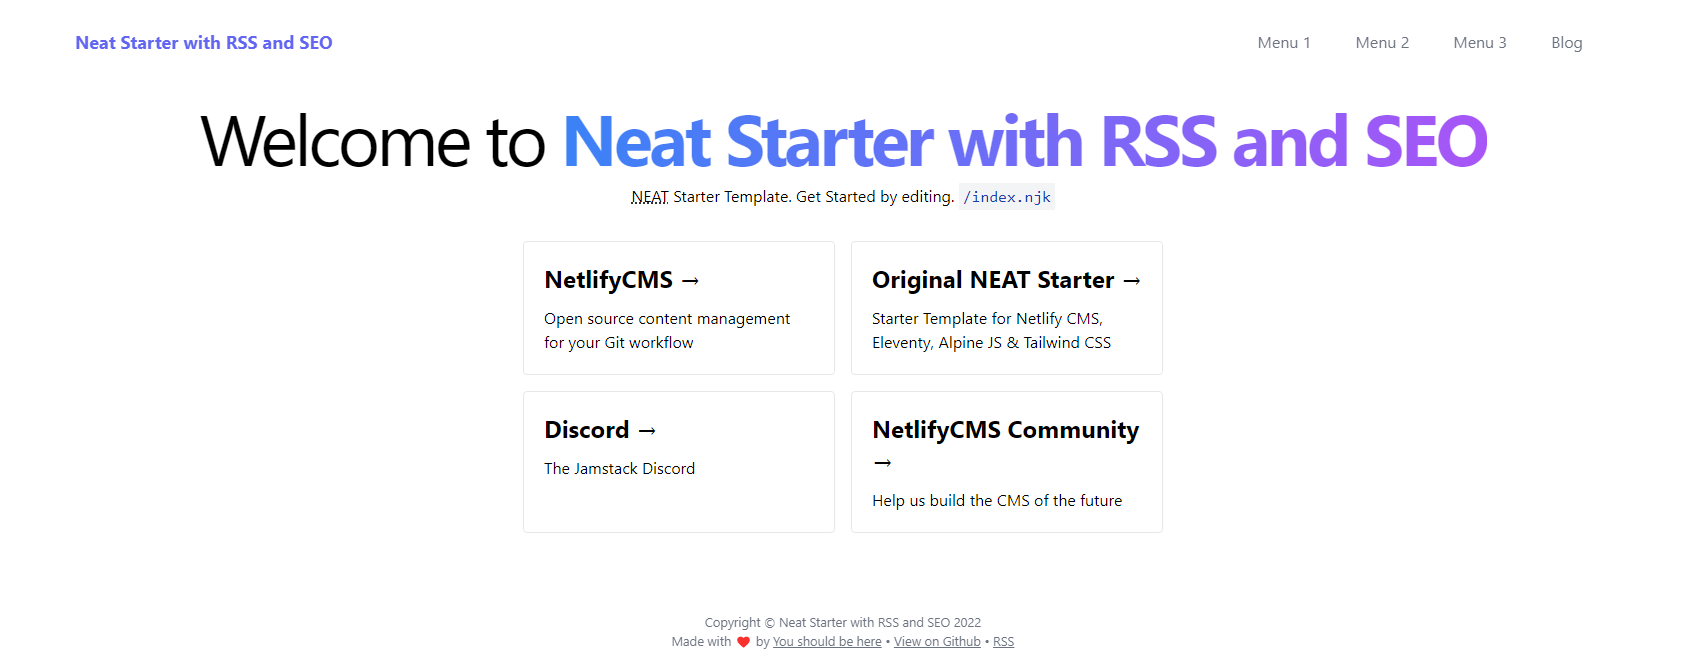 Neat Starter with RSS and SEO
Menu 1 Menu 2 Menu 3 Blog
Welcome to Neat Starter with RSS and SEO
NEAT Starter Template. Get Started by editing. /index.njk
NetlifyCMS →
Open source content management
for your Git workflow
Original NEAT Starter →
Starter Template for Netlify CMS,
Eleventy, Alpine JS & Tailwind CSS
Discord →
The Jamstack Discord
NetlifyCMS Community
→
Help us build the CMS of the future
Copyright © Neat Starter with RSS and SEO 2022
Made with ❤ by You should be here • View on Github • RSS